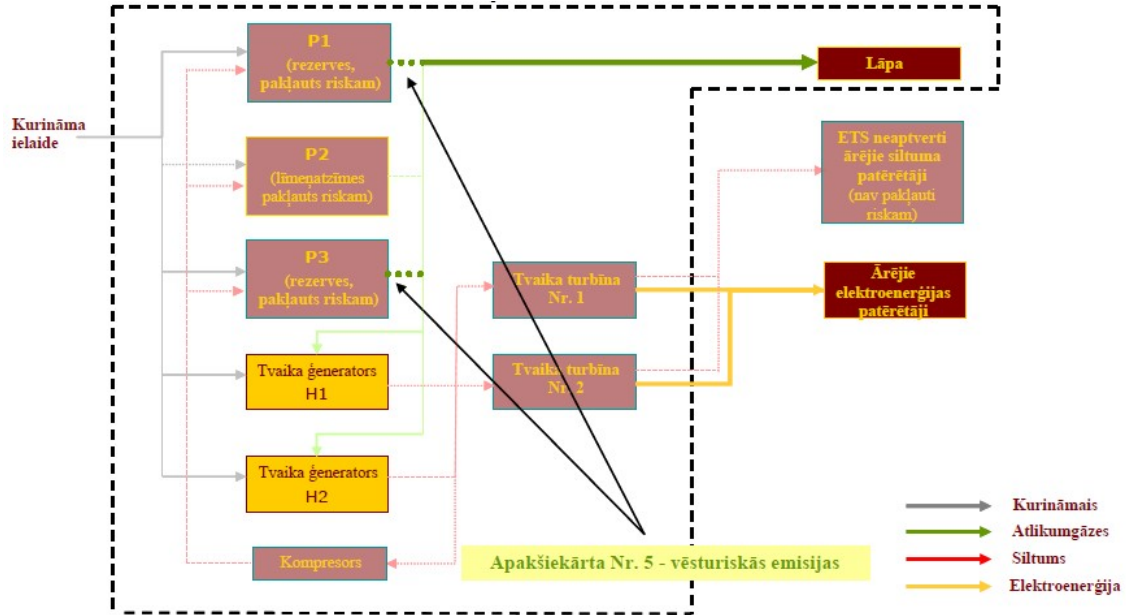 P1
(rezerves,
pakļauts riskam)
Lāpa
Kurināma
ielaide
P2
(līmeņatzīmes
pakļauts riskam)
ETS neaptverti
ārējie siltuma
patērētāji
(nav pakļauti
riskam)
P3
(rezerves,
pakļauts riskam)
Tvaika turbīna
Nr. 1
Ārējie
elektroenerģijas
patērētāji
Tvaika ģenerators
H1
Tvaika turbīna
Nr. 2
Tvaika ģenerators
H2
Kompresors
Apakšiekārta Nr. 5 - vēsturiskās emisijas
Kurināmais
Atlikumgāzes
Siltums
Elektroenerģija